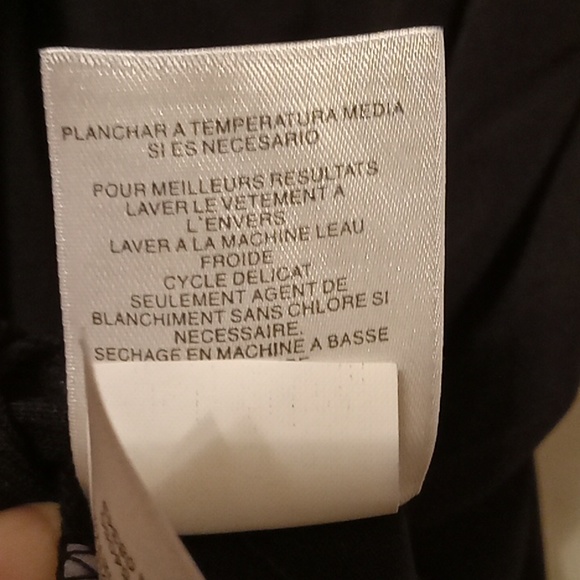 PLANCHAR A TEMPERATURA MEDIA
SI ES NECESARIO
POUR MEILLEURS RESULTATS
LAVER LE VETEMENT A
L'ENVERS
LAVER A LA MACHINE LEAU
FROIDE
CYCLE DELICAT
SEULEMENT AGENT DE
BLANCHIMENT SANS CHLORE SI
NECESSAIRE.
SECHAGE EN MACHINE A BASSE